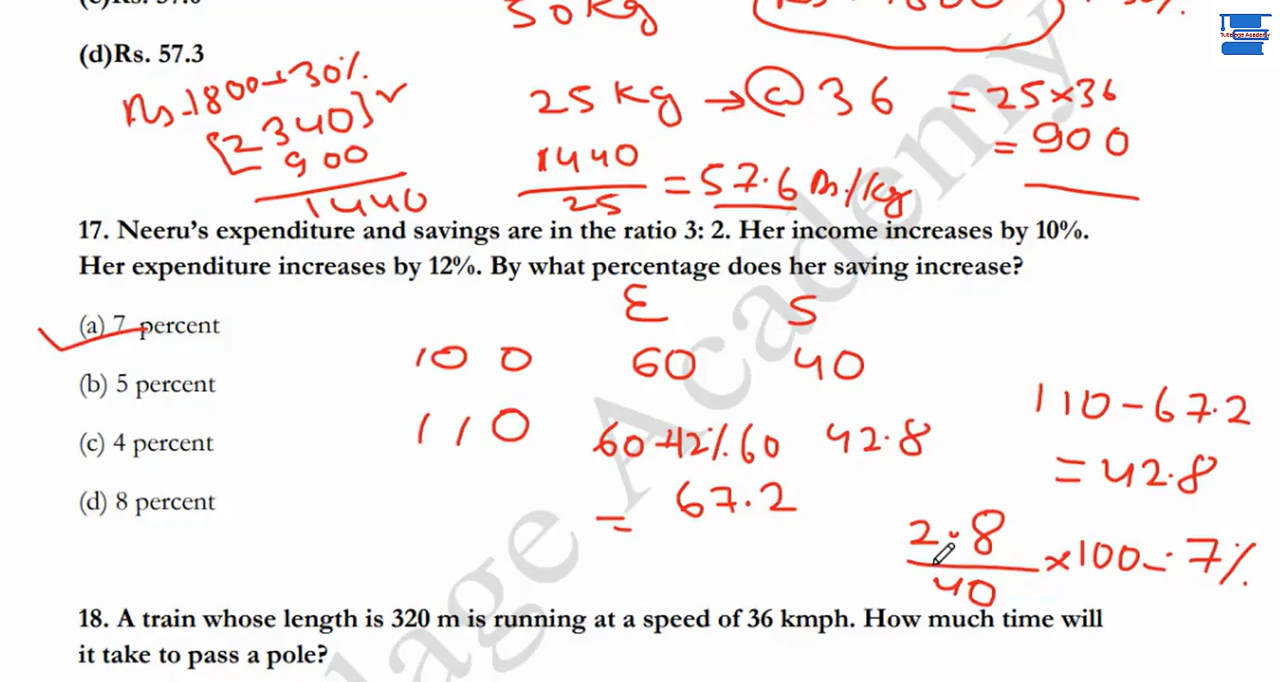 50 kg
(d)Rs. 57.3
Rs. 1800+30%
[2340]
900
1440
25 kg → @ 36 = 25×36
= 900
1440
25
= 57.6 Rs./kg
17. Neeru's expenditure and savings are in the ratio 3: 2. Her income increases by 10%.
Her expenditure increases by 12%. By what percentage does her saving increase?
(a) 7 percent
(b) 5 percent
(c) 4 percent
(d) 8 percent
E S
100 60 40
110 60+12%60 42.8
= 67.2
110-67.2
= 42.8
2.8
40
×100 = 7%
18. A train whose length is 320 m is running at a speed of 36 kmph. How much time will
it take to pass a pole?
lage Academy